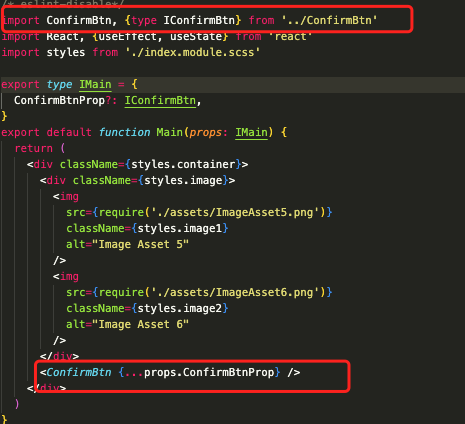 /* eslint-disable*/
import ConfirmBtn, {type IConfirmBtn} from '../ConfirmBtn'
import React, {useEffect, useState} from 'react'
import styles from './index.module.scss'
export type IMain = {
ConfirmBtnProp?: IConfirmBtn,
}
export default function Main(props: IMain) {
return (
<div className={styles.container}>
<div className={styles.image}>
<img
src={require('./assets/ImageAsset5.png')}
className={styles.image1}
alt="Image Asset 5"
/>
<img
src={require('./assets/ImageAsset6.png')}
className={styles.image2}
alt="Image Asset 6"
/>
</div>
<ConfirmBtn {...props.ConfirmBtnProp} />
</div>
)
}